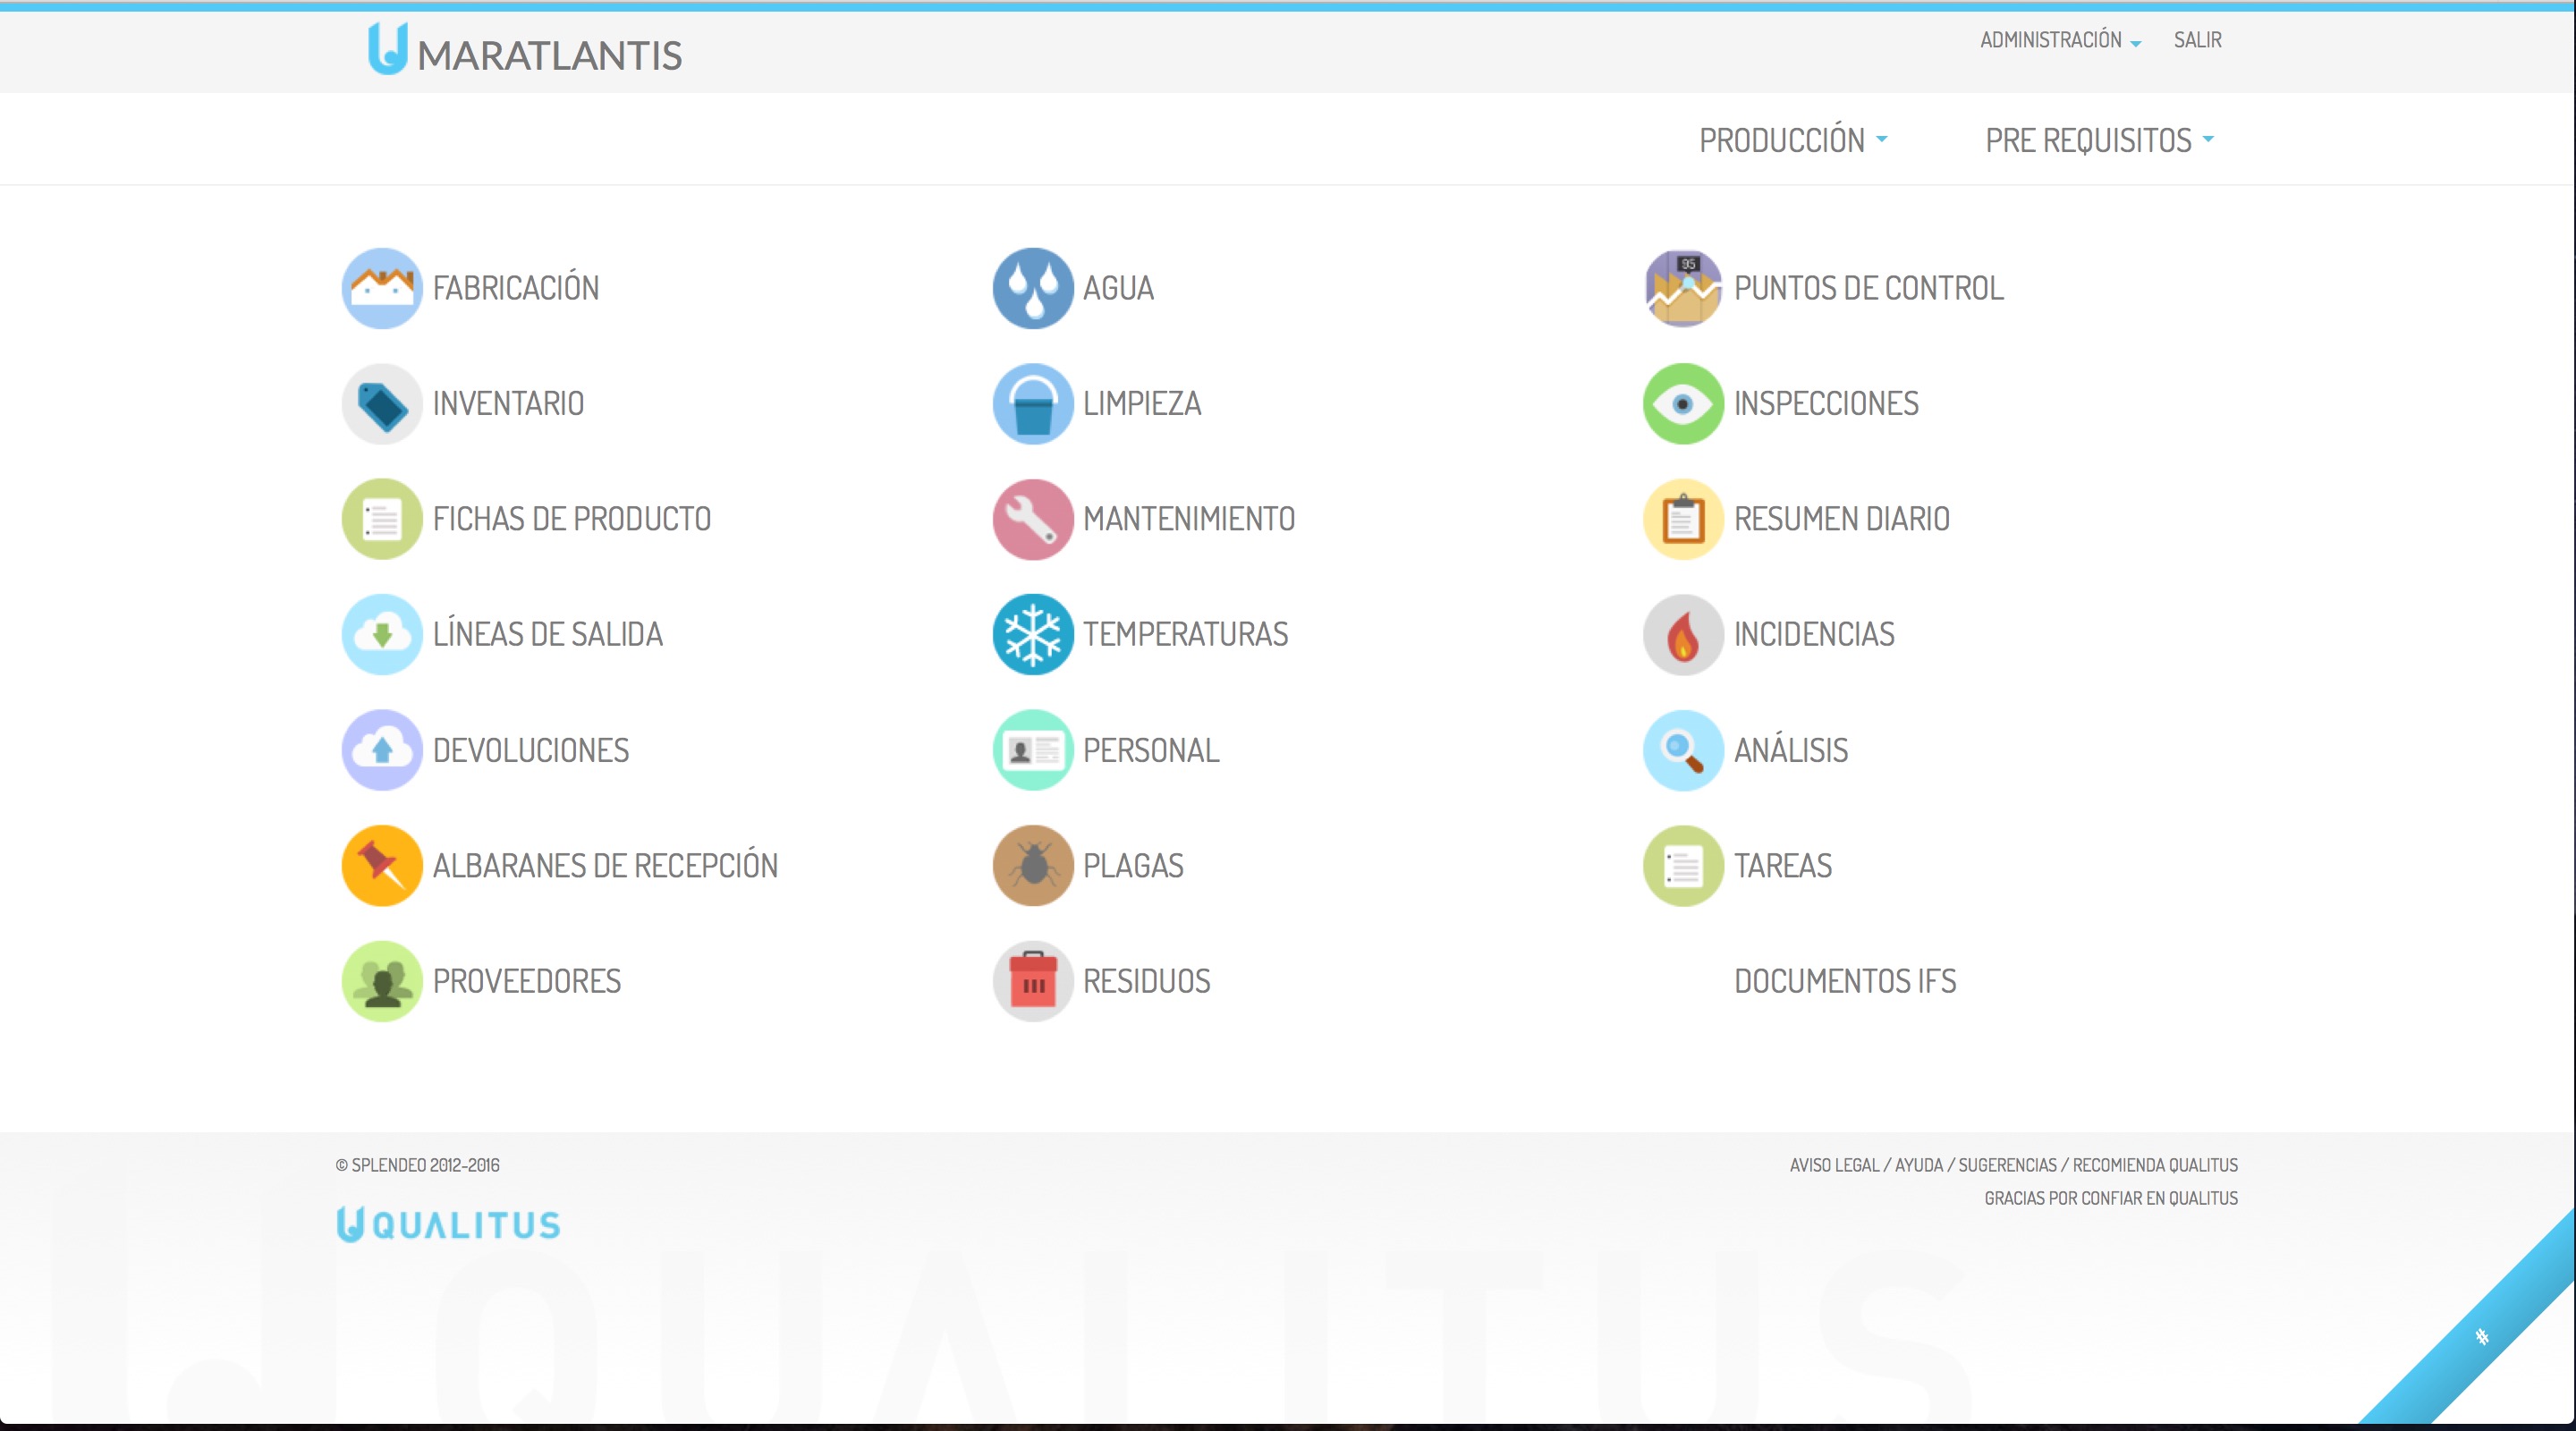 MARATLANTIS
ADMINISTRACIÓN
SALIR
PRODUCCIÓN
PRE REQUISITOS
FABRICACIÓN
INVENTARIO
FICHAS DE PRODUCTO
LÍNEAS DE SALIDA
DEVOLUCIONES
ALBARANES DE RECEPCIÓN
PROVEEDORES
AGUA
LIMPIEZA
MANTENIMIENTO
TEMPERATURAS
PERSONAL
PLAGAS
RESIDUOS
95
PUNTOS DE CONTROL
INSPECCIONES
RESUMEN DIARIO
INCIDENCIAS
ANÁLISIS
TAREAS
DOCUMENTOS IFS
© SPLENDEO 2012-2016
QUALITUS
AVISO LEGAL / AYUDA / SUGERENCIAS / RECOMIENDA QUALITUS
GRACIAS POR CONFIAR EN QUALITUS
QUALITUS
#